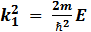 k₁² = 2m/ℏ² E